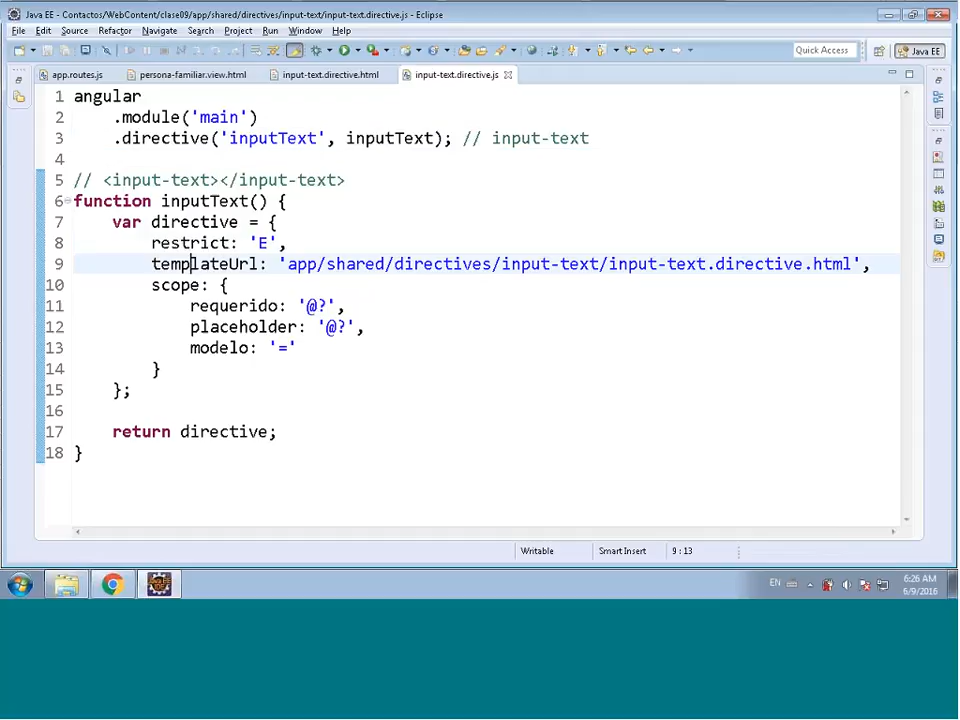 Java EE - Contactos/WebContent/clase09/app/shared/directives/input-text/input-text.directive.js - Eclipse
File Edit Source Refactor Navigate Search Project Run Window Help
Quick Access Java EE
app.routes.js persona-familiar.view.html input-text.directive.html input-text.directive.js
1 angular
2 .module('main')
3 .directive('inputText', inputText); // input-text
4
5 // <input-text></input-text>
6 function inputText() {
7 var directive = {
8 restrict: 'E',
9 templateUrl: 'app/shared/directives/input-text/input-text.directive.html',
10 scope: {
11 requerido: '@?',
12 placeholder: '@?',
13 modelo: '='
14 }
15 };
16
17 return directive;
18 }
Writable Smart Insert 9 : 13
EN 6:26 AM
6/9/2016